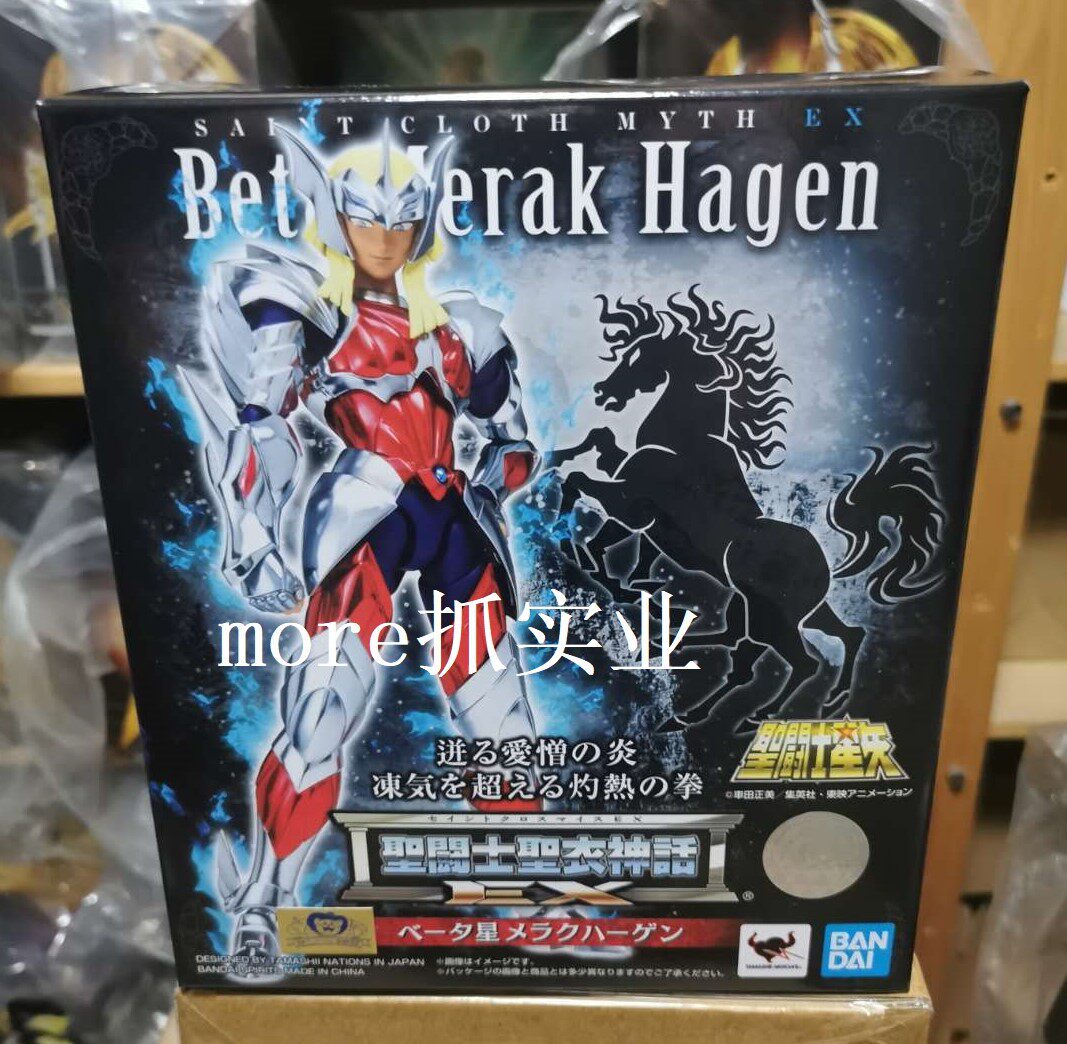 SAINT CLOTH MYTH EX
Beta Merak Hagen
more抓实业
迸る愛憎の炎
凍気を超える灼熱の拳
聖闘士星矢
©車田正美／集英社・東映アニメーション
セイントクロスマイスEX
聖闘士聖衣神話
EX
®
ベータ星 メラクハーゲン
DESIGNED BY TAMASHII NATIONS IN JAPAN
BANDAI SPIRITS MADE IN CHINA
※画像はイメージです。
※パッケージの画像と商品とは多少異なりますのでご了承ください。
TAMASHII NATIONS
BAN
DAI